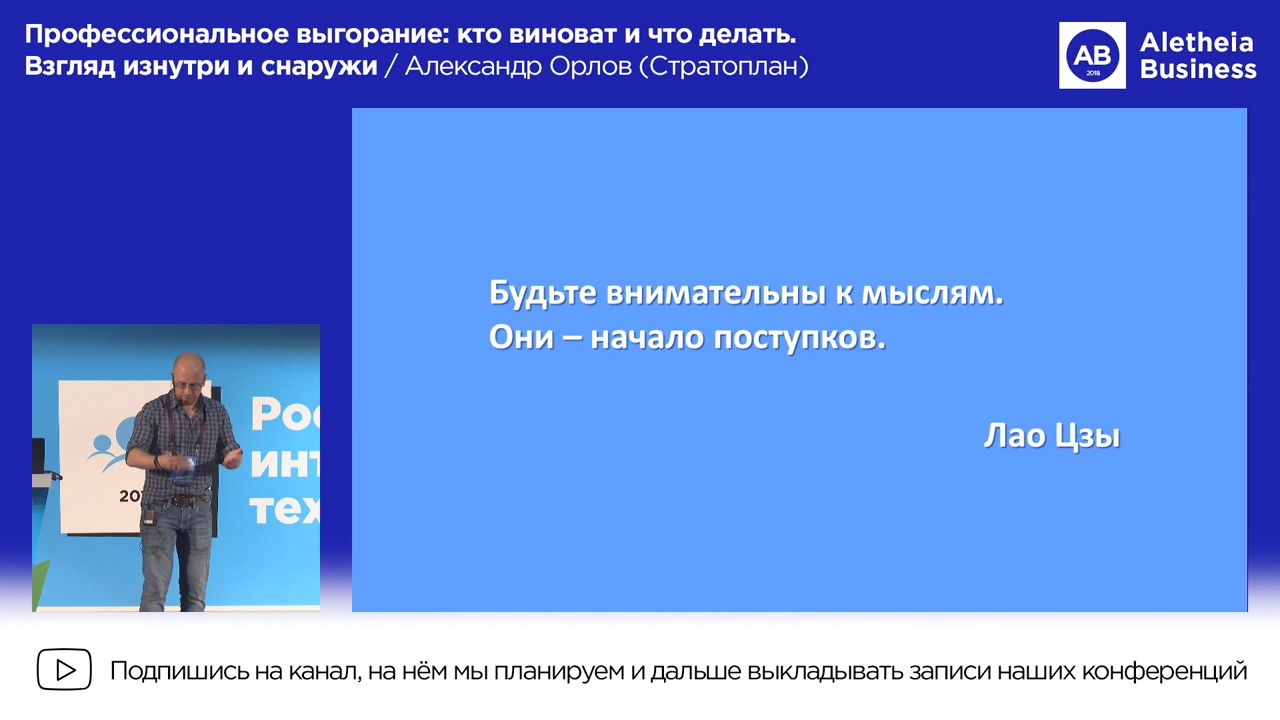 Профессиональное выгорание: кто виноват и что делать.
Взгляд изнутри и снаружи / Александр Орлов (Стратоплан)
AB
2018
Aletheia
Business
Будьте внимательны к мыслям.
Они – начало поступков.
Лао Цзы
Подпишись на канал, на нём мы планируем и дальше выкладывать записи наших конференций